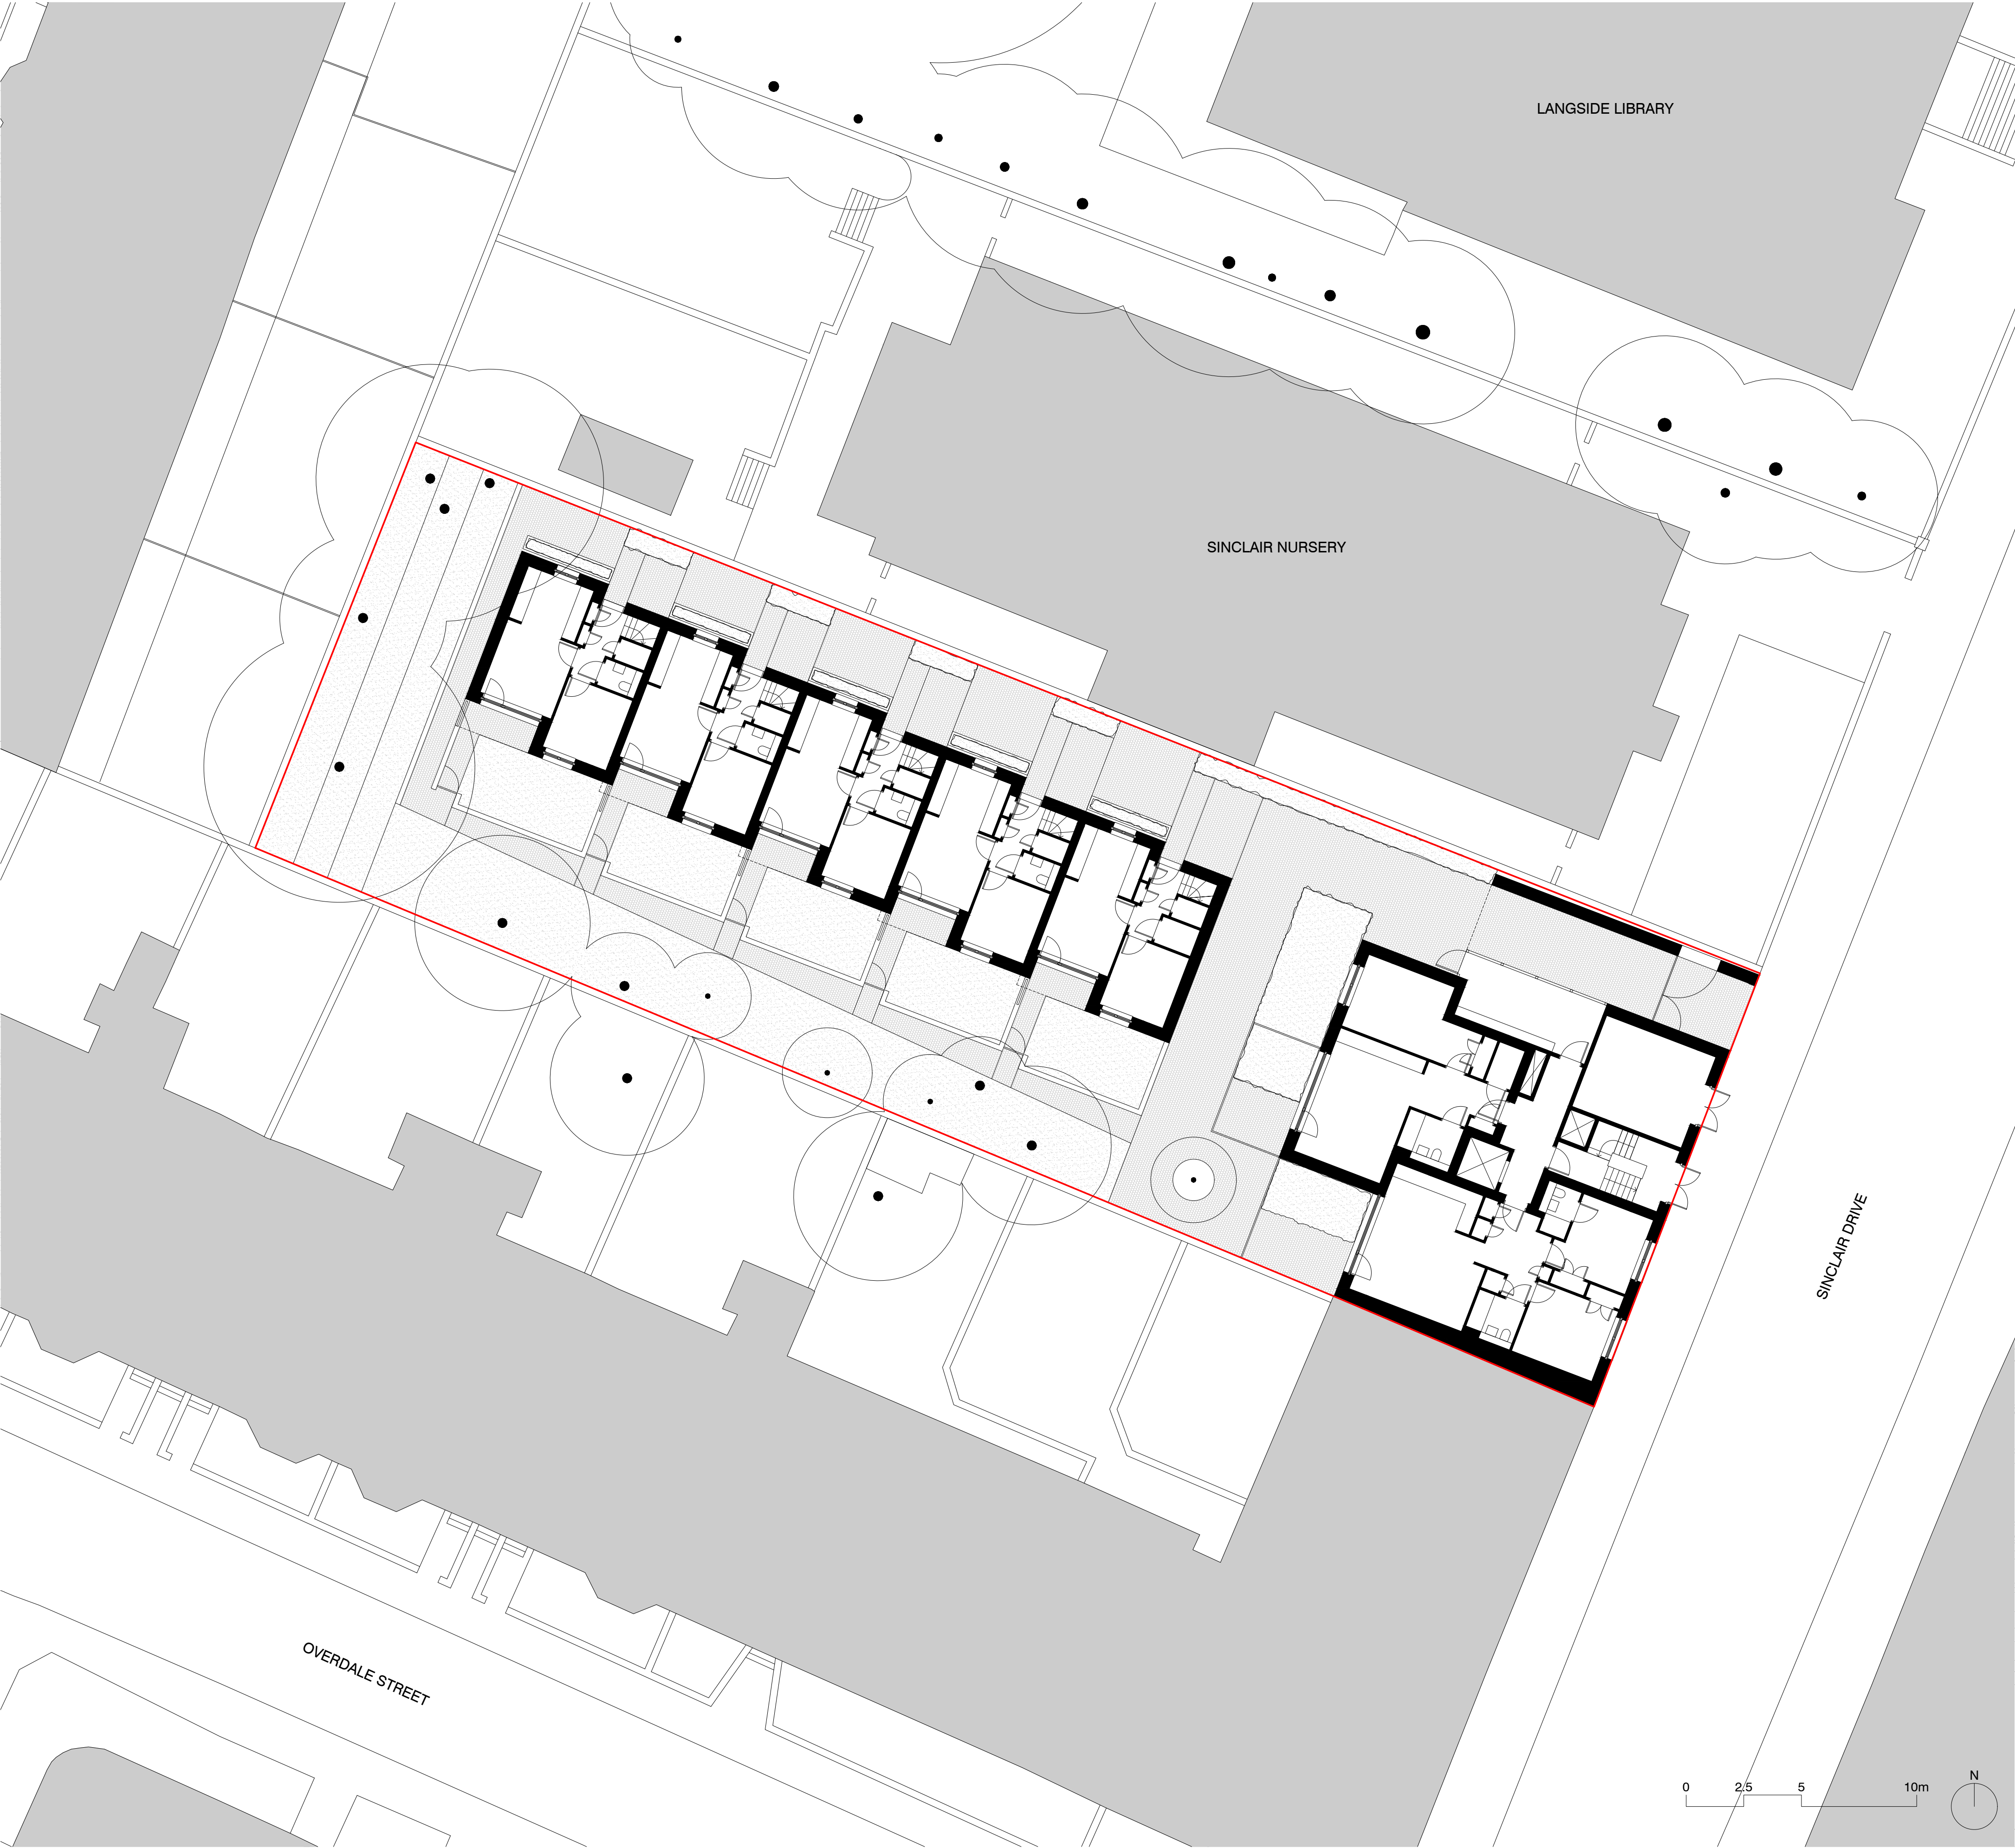 LANGSIDE LIBRARY
SINCLAIR NURSERY
SINCLAIR DRIVE
OVERDALE STREET
N
0 2.5 5 10m